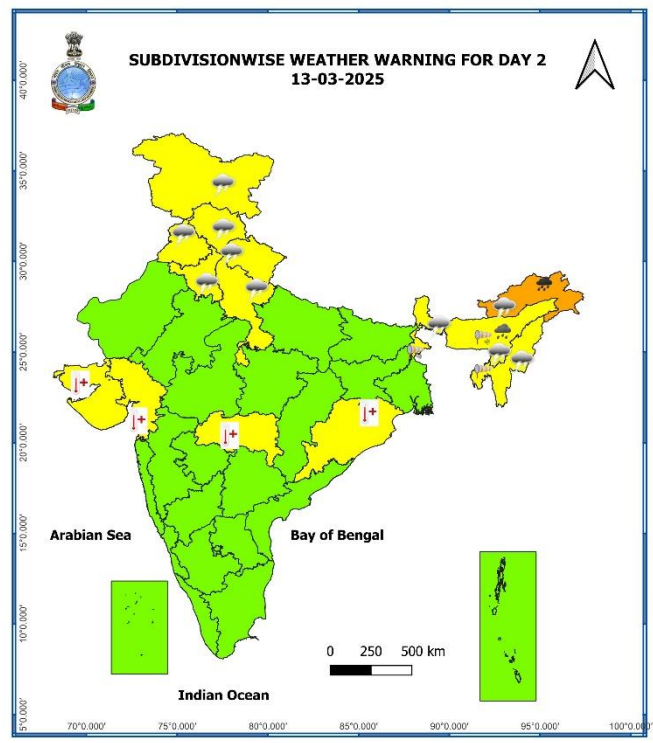 SUBDIVISIONWISE WEATHER WARNING FOR DAY 2
13-03-2025
40°0.000'
35°0.000'
30°0.000'
25°0.000'
20°0.000'
15°0.000'
10°0.000'
5°0.000'
Arabian Sea
Bay of Bengal
0 250 500 km
Indian Ocean
70°0.000' 75°0.000' 80°0.000' 85°0.000' 90°0.000' 95°0.000' 100°0.000'